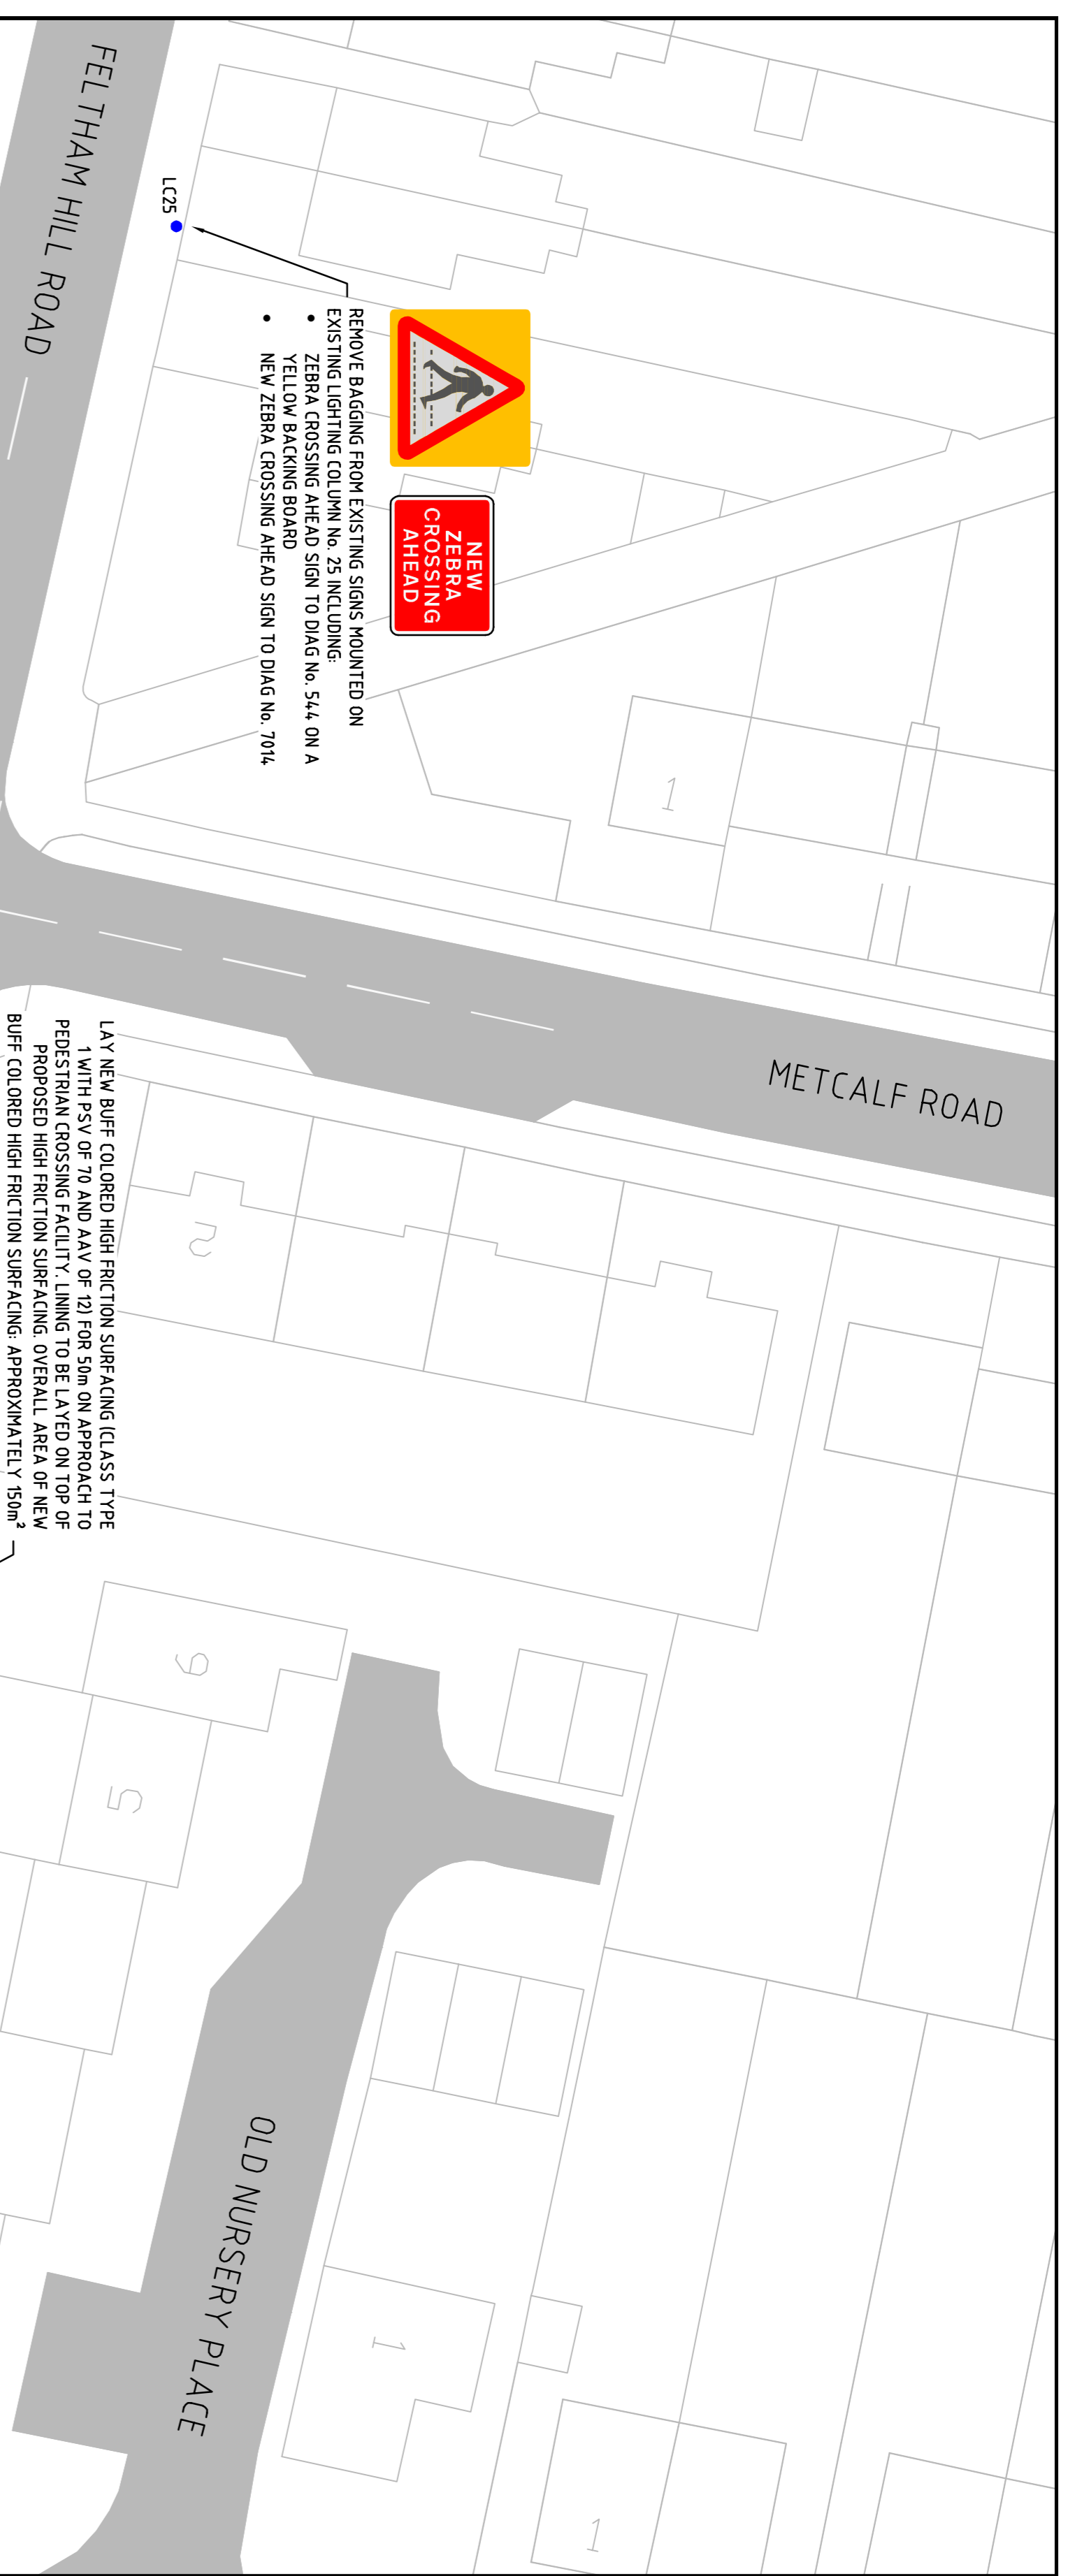 FELTHAM HILL ROAD
LC25
REMOVE BAGGING FROM EXISTING SIGNS MOUNTED ON
EXISTING LIGHTING COLUMN No. 25 INCLUDING:
• ZEBRA CROSSING AHEAD SIGN TO DIAG No. 544 ON A
YELLOW BACKING BOARD
• NEW ZEBRA CROSSING AHEAD SIGN TO DIAG No. 7014
NEW
ZEBRA
CROSSING
AHEAD
1
METCALF ROAD
LAY NEW BUFF COLORED HIGH FRICTION SURFACING (CLASS TYPE
1 WITH PSV OF 70 AND AAV OF 12) FOR 50m ON APPROACH TO
PEDESTRIAN CROSSING FACILITY. LINING TO BE LAYED ON TOP OF
PROPOSED HIGH FRICTION SURFACING. OVERALL AREA OF NEW
BUFF COLORED HIGH FRICTION SURFACING: APPROXIMATELY 150m²
2
6
5
OLD NURSERY PLACE
1
1